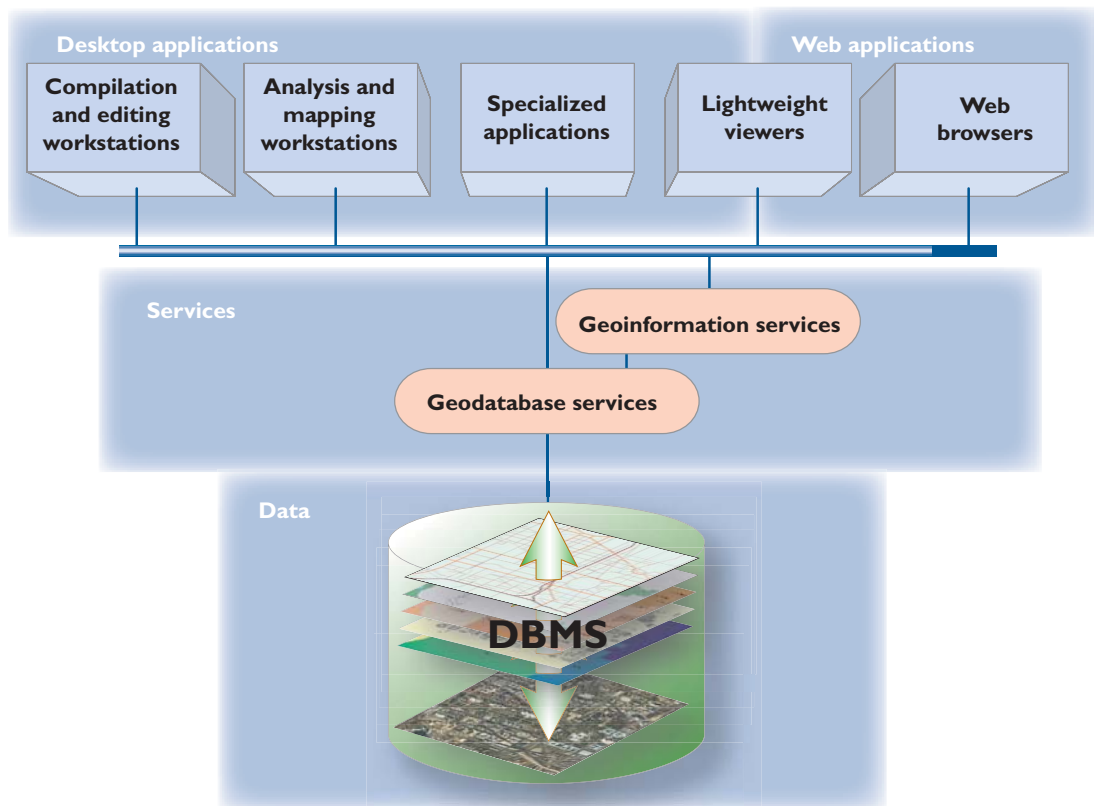 Desktop applications
Web applications
Compilation
and editing
workstations
Analysis and
mapping
workstations
Specialized
applications
Lightweight
viewers
Web
browsers
Services
Geoinformation services
Geodatabase services
Data
DBMS